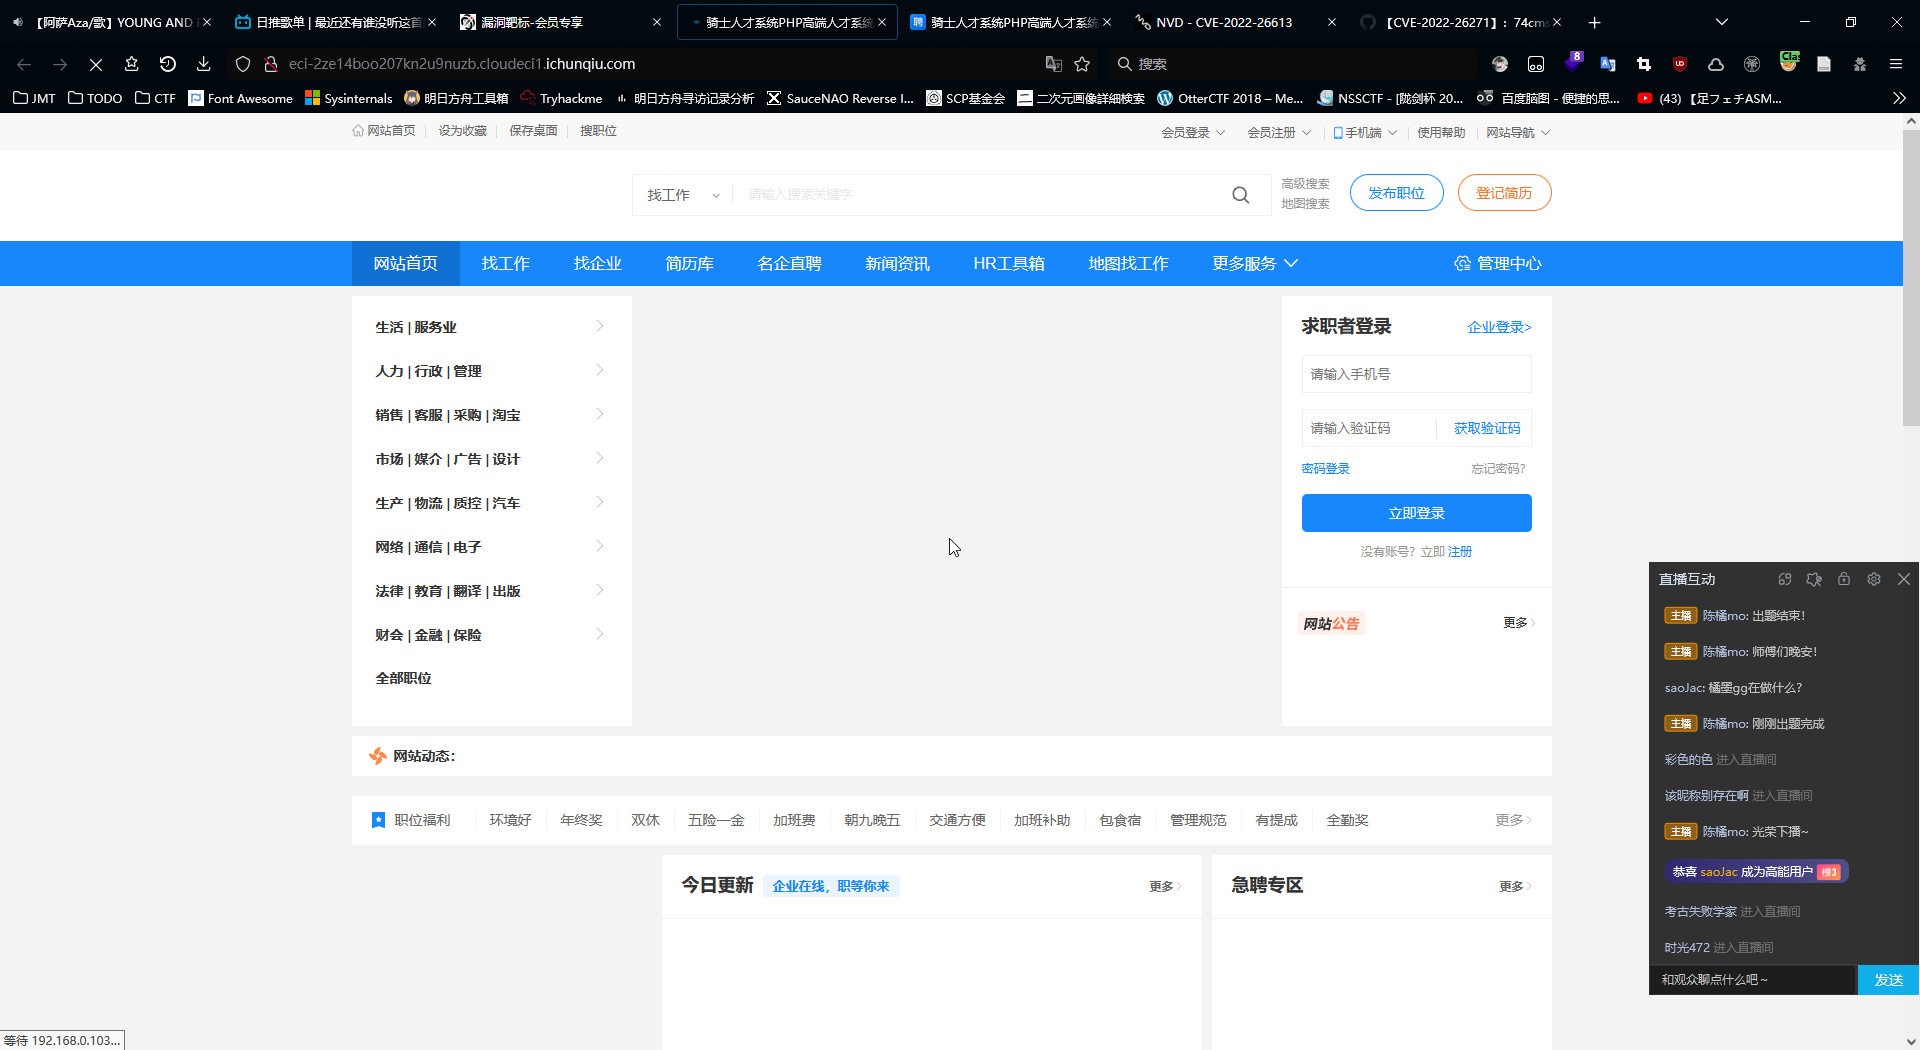 【阿萨Aza/歌】YOUNG AND
日推歌单 | 最近还有谁没听这首
漏洞靶标-会员专享
骑士人才系统PHP高端人才系统
骑士人才系统PHP高端人才系统
NVD - CVE-2022-26613
【CVE-2022-26271】：74cms
eci-2ze14boo207kn2u9nuzb.cloudeci1.ichunqiu.com
搜索
8
JMT
TODO
CTF
Font Awesome
Sysinternals
明日方舟工具箱
Tryhackme
明日方舟寻访记录分析
SauceNAO Reverse I...
SCP基金会
二次元画像詳細検索
OtterCTF 2018 – Me...
NSSCTF - [陇剑杯 20...
百度脑图 - 便捷的思...
(43) 【足フェチASM...
网站首页
设为收藏
保存桌面
搜职位
会员登录
会员注册
手机端
使用帮助
网站导航
找工作
请输入搜索关键字
高级搜索
地图搜索
发布职位
登记简历
网站首页
找工作
找企业
简历库
名企直聘
新闻资讯
HR工具箱
地图找工作
更多服务
管理中心
生活 | 服务业
人力 | 行政 | 管理
销售 | 客服 | 采购 | 淘宝
市场 | 媒介 | 广告 | 设计
生产 | 物流 | 质控 | 汽车
网络 | 通信 | 电子
法律 | 教育 | 翻译 | 出版
财会 | 金融 | 保险
全部职位
求职者登录
企业登录>
请输入手机号
请输入验证码
获取验证码
密码登录
忘记密码?
立即登录
没有账号? 立即 注册
网站公告
更多
网站动态：
职位福利
环境好
年终奖
双休
五险一金
加班费
朝九晚五
交通方便
加班补助
包食宿
管理规范
有提成
全勤奖
更多
今日更新
企业在线，职等你来
更多
急聘专区
更多
直播互动
主播 陈橘mo: 出题结束！
主播 陈橘mo: 师傅们晚安！
saoJac: 橘墨gg在做什么?
主播 陈橘mo: 刚刚出题完成
彩色的色 进入直播间
该昵称别存在啊 进入直播间
主播 陈橘mo: 光荣下播~
恭喜 saoJac 成为高能用户 榜3
考古失败学家 进入直播间
时光472 进入直播间
和观众聊点什么吧~
发送
等待 192.168.0.103...